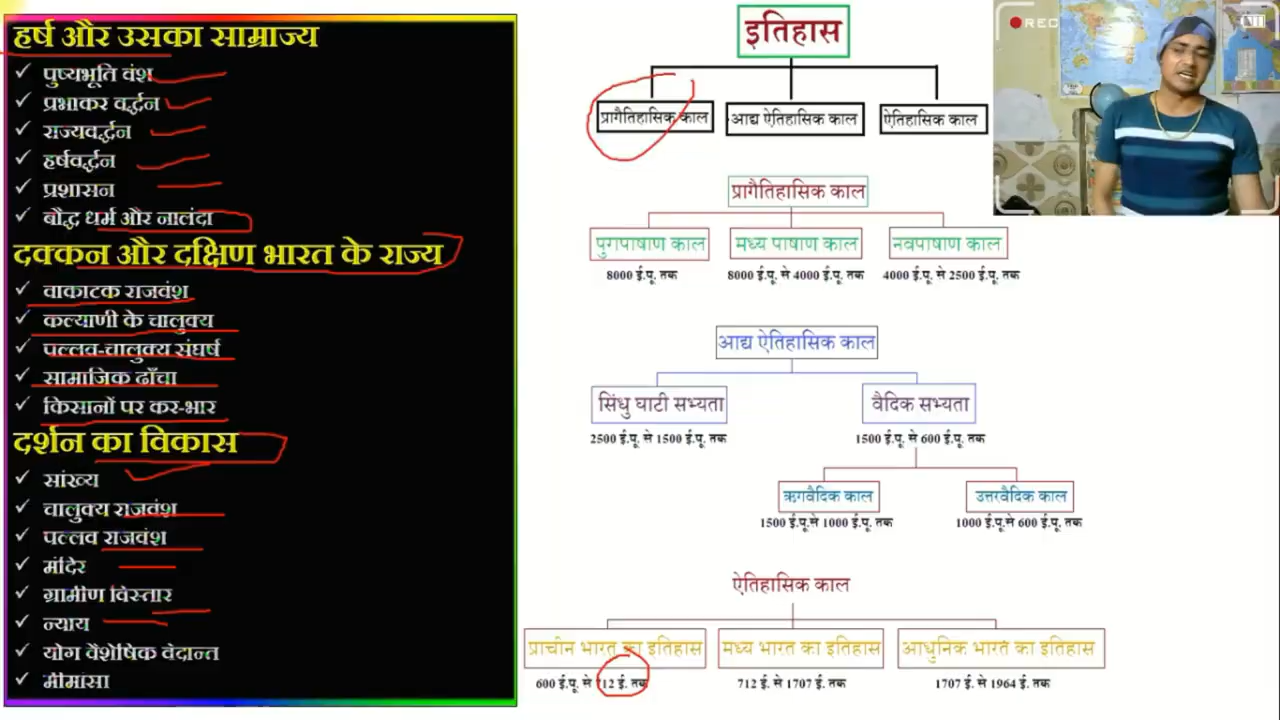 हर्ष और उसका साम्राज्य
पुष्यभूति वंश
प्रभाकर वर्द्धन
राज्यवर्द्धन
हर्षवर्द्धन
प्रशासन
बौद्ध धर्म और नालंदा
दक्कन और दक्षिण भारत के राज्य
वाकाटक राजवंश
कल्याणी के चालुक्य
पल्लव-चालुक्य संघर्ष
सामाजिक ढाँचा
किसानों पर कर-भार
दर्शन का विकास
सांख्य
चालुक्य राजवंश
पल्लव राजवंश
मंदिर
ग्रामीण विस्तार
न्याय
योग वैशेषिक वेदान्त
मीमांसा
इतिहास
प्रागैतिहासिक काल
आद्य ऐतिहासिक काल
ऐतिहासिक काल
प्रागैतिहासिक काल
पुरापाषाण काल
मध्य पाषाण काल
नवपाषाण काल
8000 ई.पू. तक
8000 ई.पू. से 4000 ई.पू. तक
4000 ई.पू. से 2500 ई.पू. तक
आद्य ऐतिहासिक काल
सिंधु घाटी सभ्यता
वैदिक सभ्यता
2500 ई.पू. से 1500 ई.पू. तक
1500 ई.पू. से 600 ई.पू. तक
ऋगवैदिक काल
उत्तरवैदिक काल
1500 ई.पू.से 1000 ई.पू. तक
1000 ई.पू.से 600 ई.पू. तक
ऐतिहासिक काल
प्राचीन भारत का इतिहास
मध्य भारत का इतिहास
आधुनिक भारत का इतिहास
600 ई.पू. से 712 ई. तक
712 ई. से 1707 ई. तक
1707 ई. से 1964 ई. तक
REC